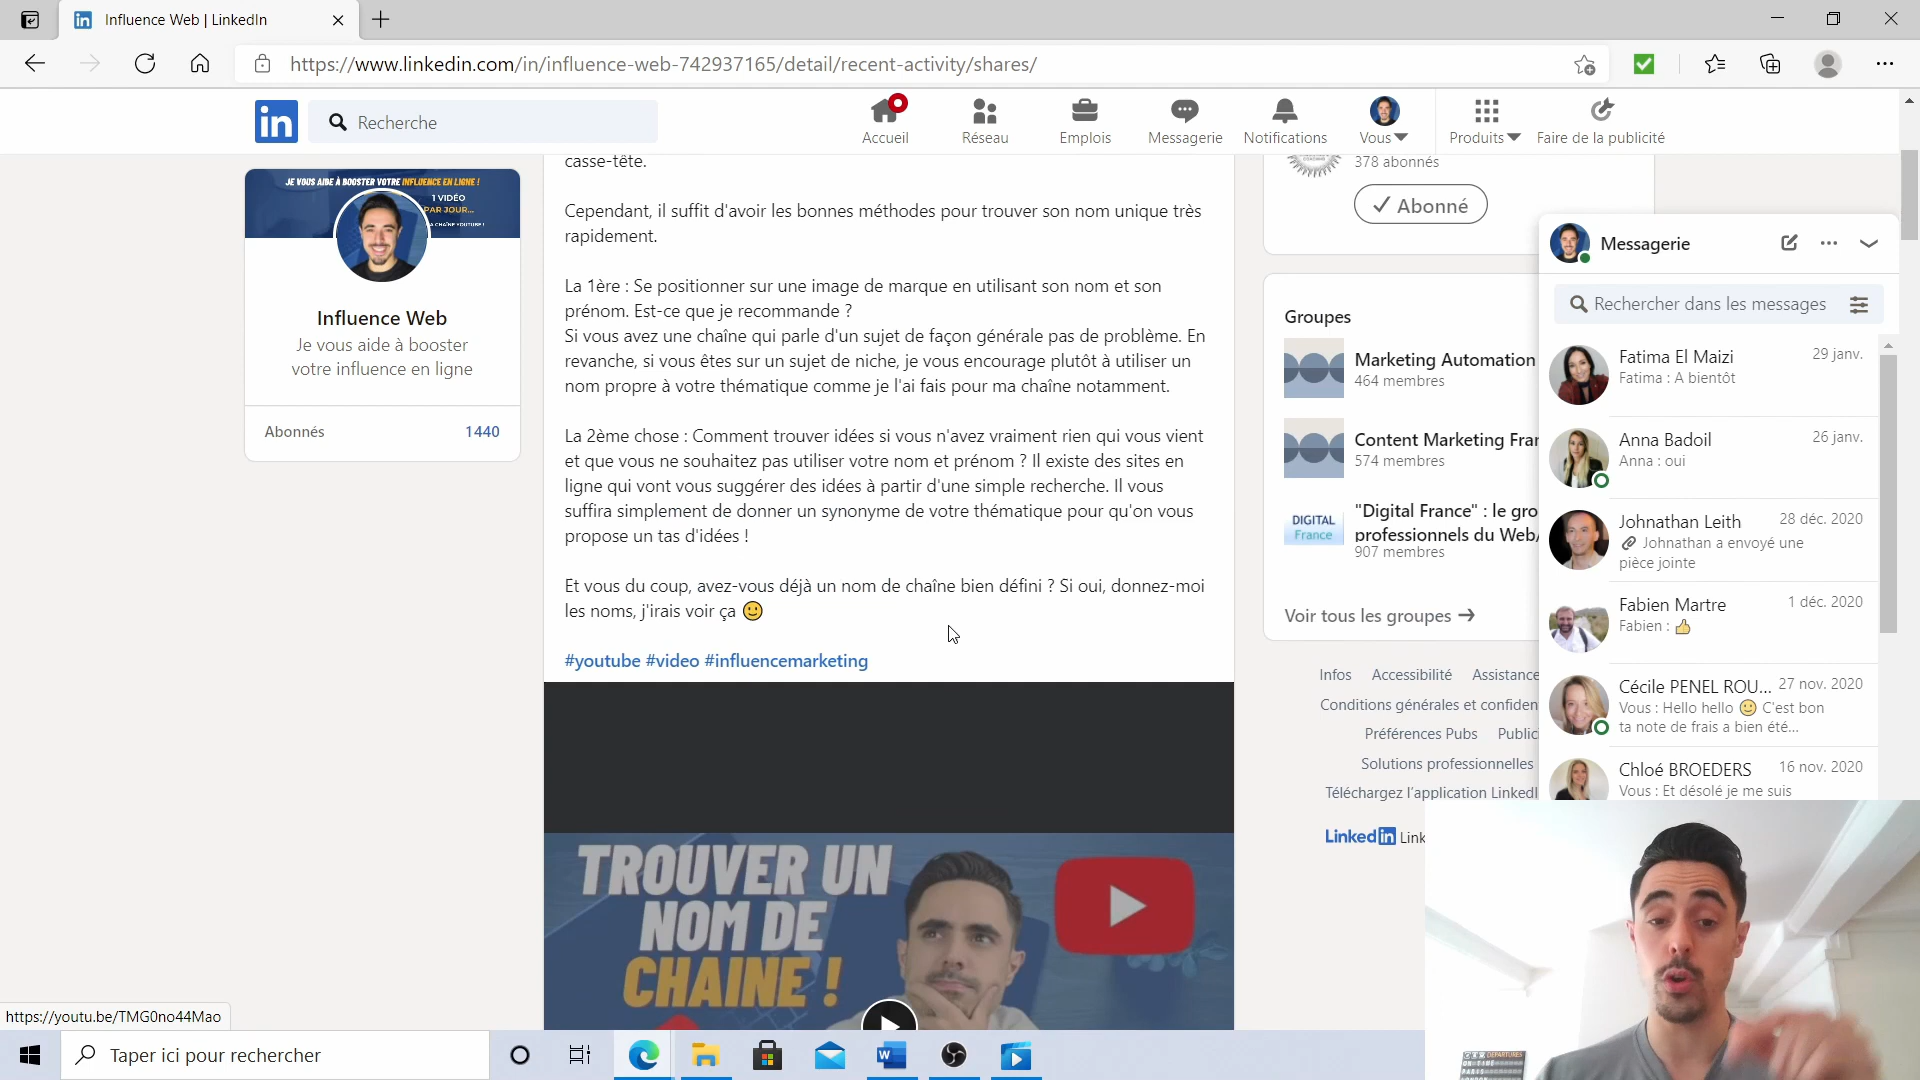 Influence Web | LinkedIn
https://www.linkedin.com/in/influence-web-742937165/detail/recent-activity/shares/
in
Recherche
Accueil
Réseau
Emplois
Messagerie
Notifications
Vous
Produits
Faire de la publicité
JE VOUS AIDE À BOOSTER VOTRE INFLUENCE EN LIGNE !
1 VIDÉO
PAR JOUR...
Influence Web
Je vous aide à booster
votre influence en ligne
Abonnés 1440
casse-tête.
Cependant, il suffit d'avoir les bonnes méthodes pour trouver son nom unique très
rapidement.
La 1ère : Se positionner sur une image de marque en utilisant son nom et son
prénom. Est-ce que je recommande ?
Si vous avez une chaîne qui parle d'un sujet de façon générale pas de problème. En
revanche, si vous êtes sur un sujet de niche, je vous encourage plutôt à utiliser un
nom propre à votre thématique comme je l'ai fais pour ma chaîne notamment.
La 2ème chose : Comment trouver idées si vous n'avez vraiment rien qui vous vient
et que vous ne souhaitez pas utiliser votre nom et prénom ? Il existe des sites en
ligne qui vont vous suggérer des idées à partir d'une simple recherche. Il vous
suffira simplement de donner un synonyme de votre thématique pour qu'on vous
propose un tas d'idées !
Et vous du coup, avez-vous déjà un nom de chaîne bien défini ? Si oui, donnez-moi
les noms, j'irais voir ça 🙂
#youtube #video #influencemarketing
TROUVER UN
NOM DE
CHAINE !
378 abonnés
Abonné
Groupes
Marketing Automation
464 membres
Content Marketing Fran
574 membres
DIGITAL
France
"Digital France" : le gro
professionnels du Web/
907 membres
Voir tous les groupes →
Infos Accessibilité Assistance
Conditions générales et confiden
Préférences Pubs Public
Solutions professionnelles
Téléchargez l'application LinkedI
LinkedIn Link
Messagerie
Rechercher dans les messages
Fatima El Maizi 29 janv.
Fatima : A bientôt
Anna Badoil 26 janv.
Anna : oui
Johnathan Leith 28 déc. 2020
Johnathan a envoyé une
pièce jointe
Fabien Martre 1 déc. 2020
Fabien : 👍
Cécile PENEL ROU... 27 nov. 2020
Vous : Hello hello 🙂 C'est bon
ta note de frais a bien été...
Chloé BROEDERS 16 nov. 2020
Vous : Et désolé je me suis
DEPARTURES
https://youtu.be/TMG0no44Mao
Taper ici pour rechercher